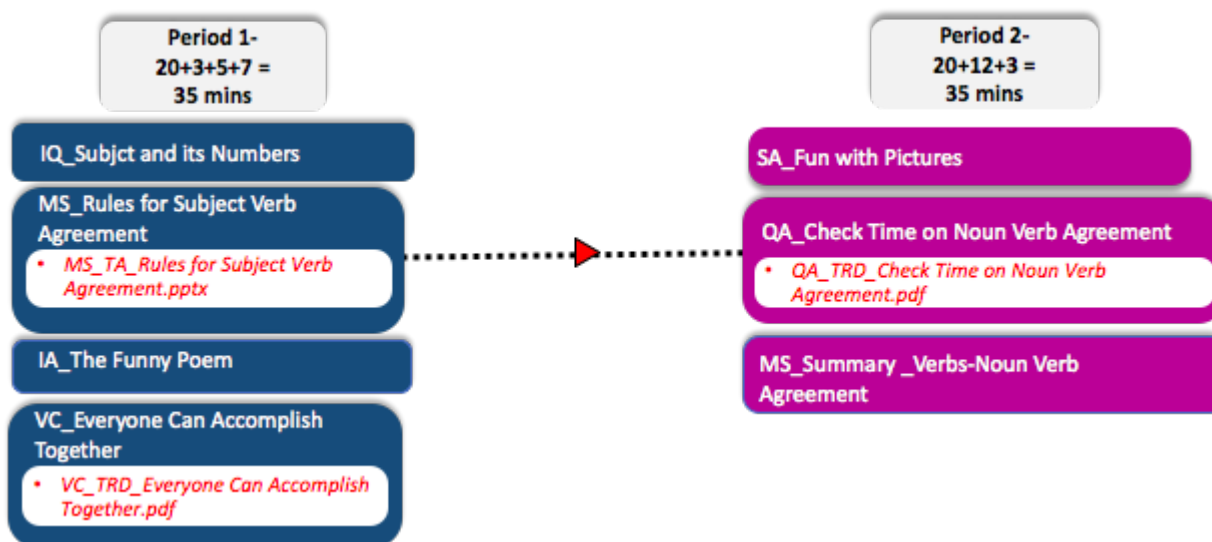 Period 1-
20+3+5+7 =
35 mins
IQ_Subjct and its Numbers
MS_Rules for Subject Verb
Agreement
• MS_TA_Rules for Subject Verb
Agreement.pptx
IA_The Funny Poem
VC_Everyone Can Accomplish
Together
• VC_TRD_Everyone Can Accomplish
Together.pdf
Period 2-
20+12+3 =
35 mins
SA_Fun with Pictures
QA_Check Time on Noun Verb Agreement
• QA_TRD_Check Time on Noun Verb
Agreement.pdf
MS_Summary _Verbs-Noun Verb
Agreement